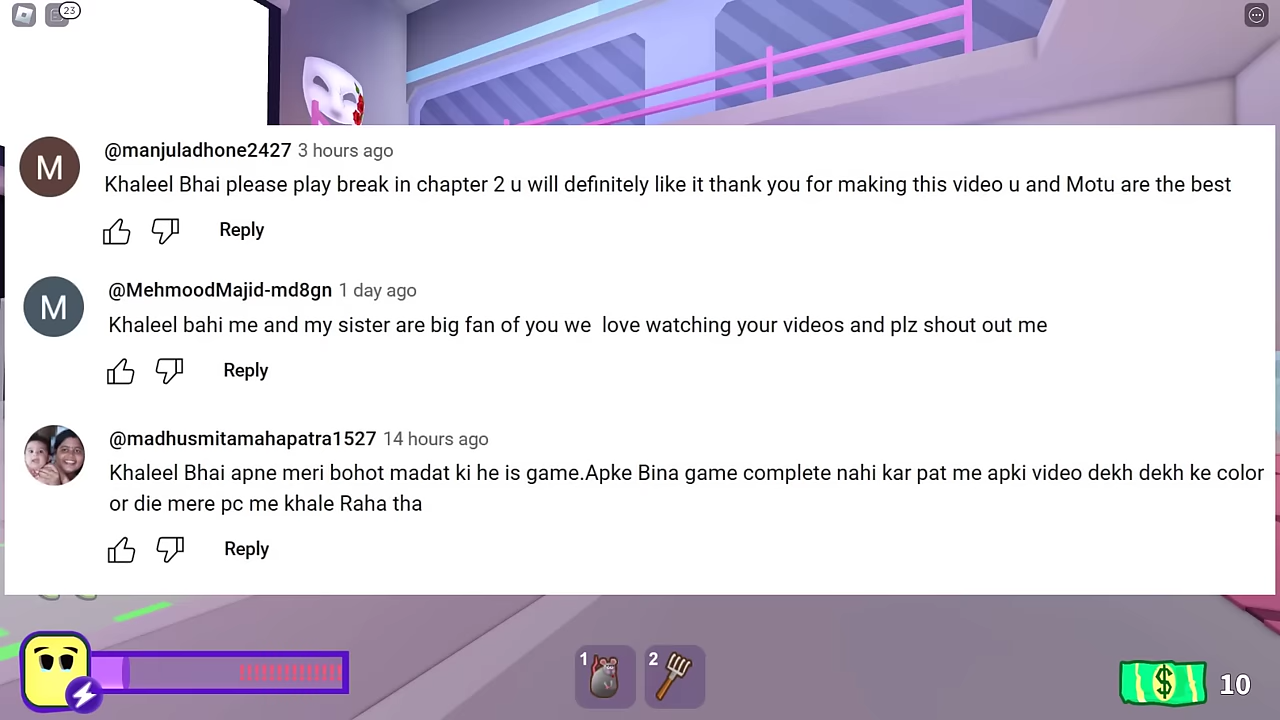 23
@manjuladhone2427 3 hours ago
Khaleel Bhai please play break in chapter 2 u will definitely like it thank you for making this video u and Motu are the best
Reply
M
@MehmoodMajid-md8gn 1 day ago
Khaleel bahi me and my sister are big fan of you we  love watching your videos and plz shout out me
Reply
M
@madhusmitamahapatra1527 14 hours ago
Khaleel Bhai apne meri bohot madat ki he is game.Apke Bina game complete nahi kar pat me apki video dekh dekh ke color
or die mere pc me khale Raha tha
Reply
1
2
$
10